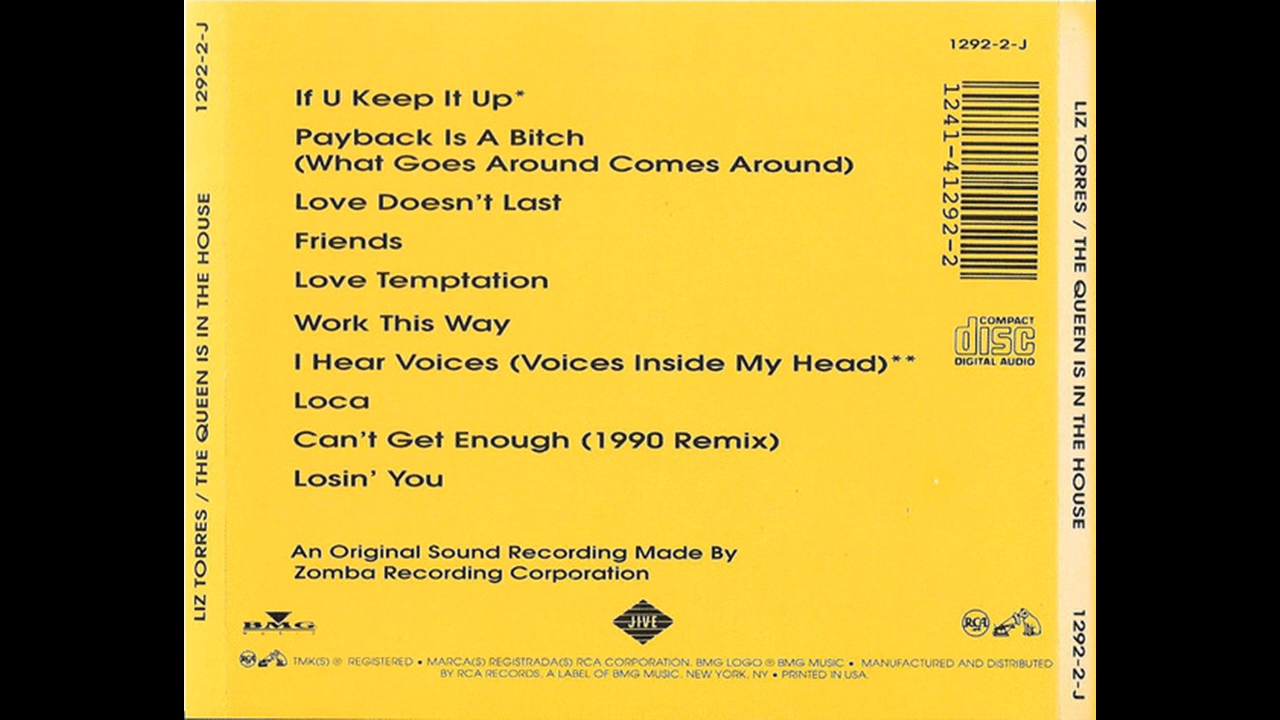 1292-2-J
LIZ TORRES / THE QUEEN IS IN THE HOUSE
1292-2-J
If U Keep It Up*
Payback Is A Bitch
(What Goes Around Comes Around)
Love Doesn't Last
Friends
Love Temptation
Work This Way
I Hear Voices (Voices Inside My Head)**
Loca
Can't Get Enough (1990 Remix)
Losin' You
1241-41292-2
COMPACT
disc
DIGITAL AUDIO
An Original Sound Recording Made By
Zomba Recording Corporation
BMG
MUSIC
JIVE
RCA
RCA
TMK(S) ® REGISTERED • MARCA(S) REGISTRADA(S) RCA CORPORATION. BMG LOGO ® BMG MUSIC • MANUFACTURED AND DISTRIBUTED
BY RCA RECORDS, A LABEL OF BMG MUSIC, NEW YORK, NY • PRINTED IN USA.
LIZ TORRES / THE QUEEN IS IN THE HOUSE
1292-2-J